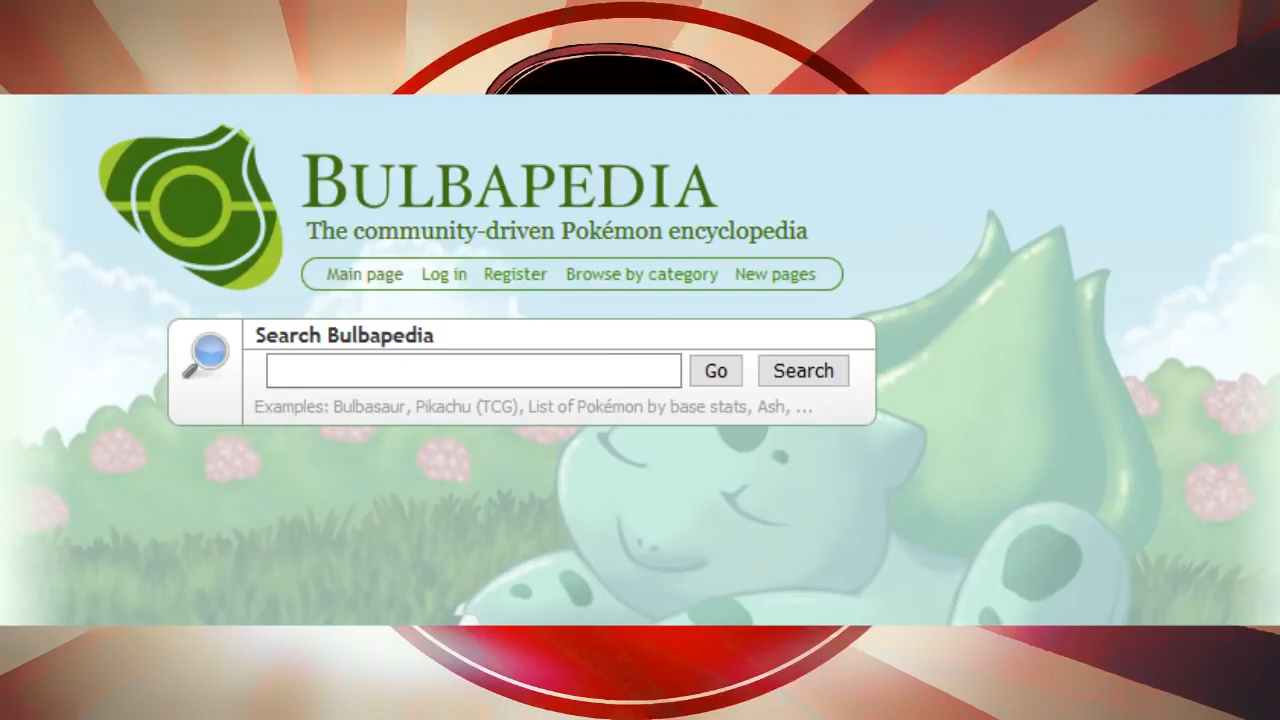 BULBAPEDIA
The community-driven Pokémon encyclopedia
Main page Log in Register Browse by category New pages
Search Bulbapedia
Go Search
Examples: Bulbasaur, Pikachu (TCG), List of Pokémon by base stats, Ash, ...